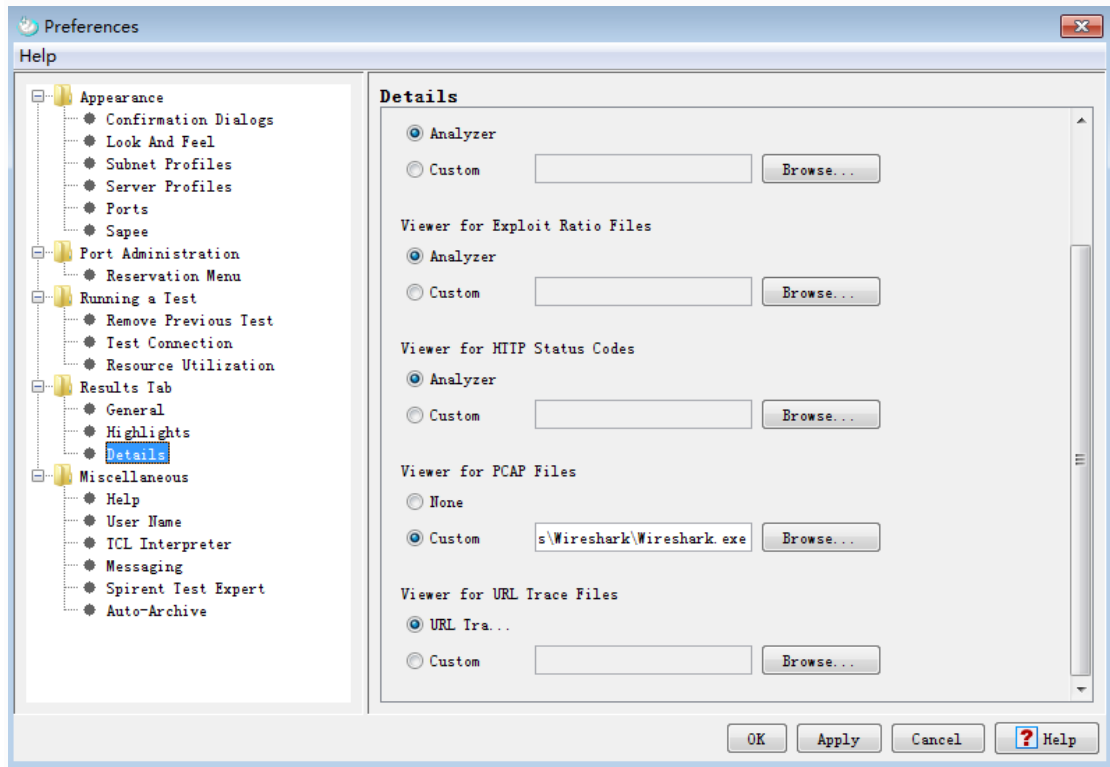 Preferences
Help
Appearance
Confirmation Dialogs
Look And Feel
Subnet Profiles
Server Profiles
Ports
Sapee
Port Administration
Reservation Menu
Running a Test
Remove Previous Test
Test Connection
Resource Utilization
Results Tab
General
Highlights
Details
Miscellaneous
Help
User Name
TCL Interpreter
Messaging
Spirent Test Expert
Auto-Archive
Details
Analyzer
Custom Browse...
Viewer for Exploit Ratio Files
Analyzer
Custom Browse...
Viewer for HTTP Status Codes
Analyzer
Custom Browse...
Viewer for PCAP Files
None
Custom s\Wireshark\Wireshark.exe Browse...
Viewer for URL Trace Files
URL Tra...
Custom Browse...
OK Apply Cancel ? Help